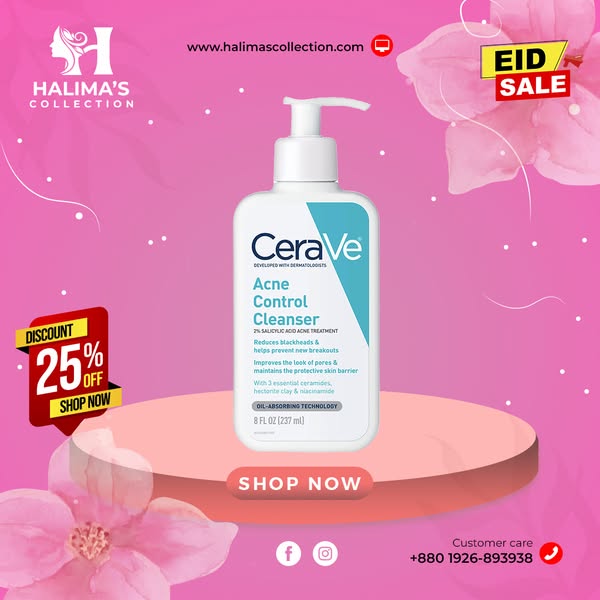 HALIMA'S
COLLECTION
www.halimascollection.com
EID
SALE
CeraVe®
DEVELOPED WITH DERMATOLOGISTS
Acne
Control
Cleanser
2% SALICYLIC ACID ACNE TREATMENT
Reduces blackheads &
helps prevent new breakouts
Improves the look of pores &
maintains the protective skin barrier
With 3 essential ceramides,
hectorite clay & niacinamide
OIL-ABSORBING TECHNOLOGY
8 FL OZ (237 ml)
DISCOUNT
25% OFF
SHOP NOW
SHOP NOW
Customer care
+880 1926-893938